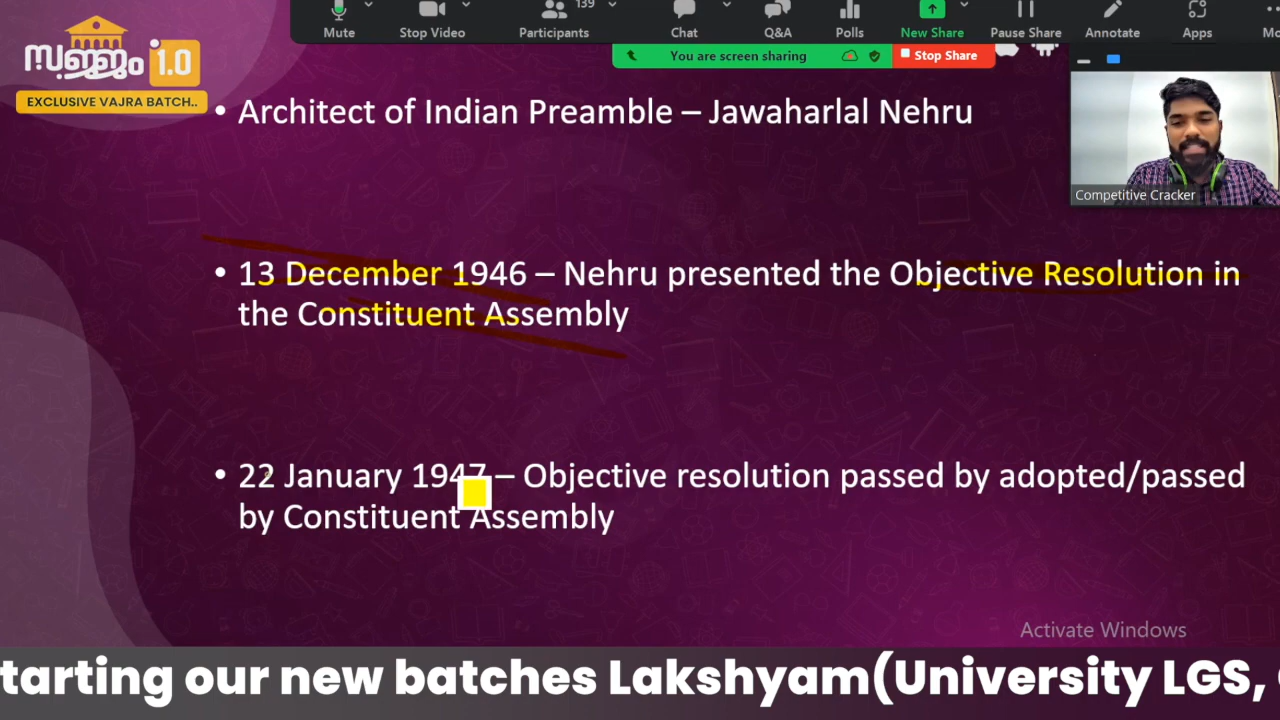 Mute
Stop Video
139
Participants
Chat
Q&A
Polls
New Share
Pause Share
Annotate
Apps
Mo
You are screen sharing
Stop Share
1.0
EXCLUSIVE VAJRA BATCH..
• Architect of Indian Preamble – Jawaharlal Nehru
Competitive Cracker
• 13 December 1946 – Nehru presented the Objective Resolution in
the Constituent Assembly
• 22 January 1947 – Objective resolution passed by adopted/passed
by Constituent Assembly
Activate Windows
tarting our new batches Lakshyam(University LGS,